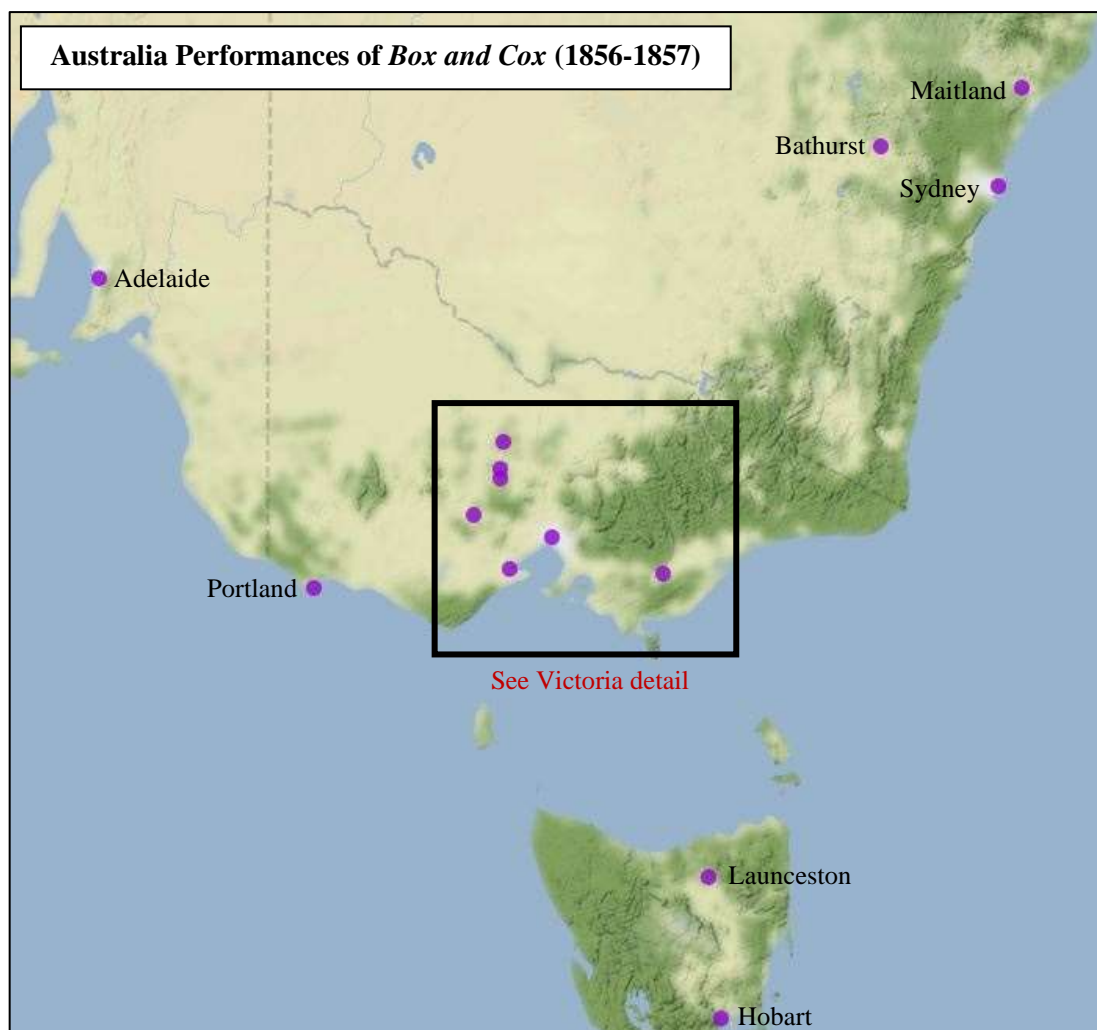 Australia Performances of Box and Cox (1856-1857)
Maitland
Bathurst
Sydney
Adelaide
Portland
See Victoria detail
Launceston
Hobart